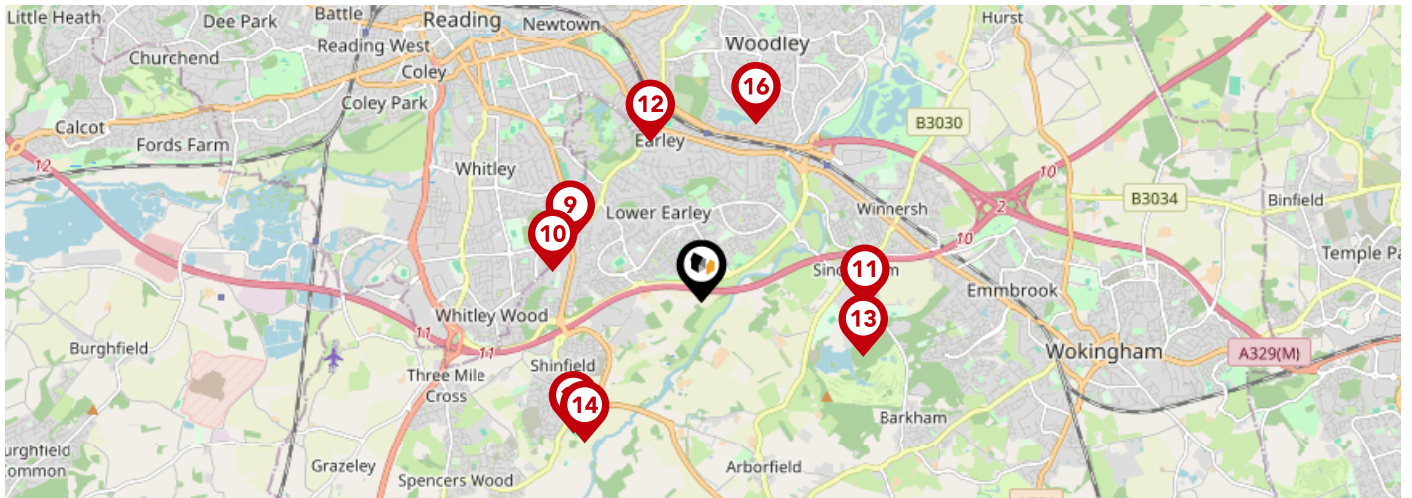 Little Heath
Dee Park
Battle
Reading
Newtown
Hurst
Reading West
Woodley
Churchend
Coley
16
12
Coley Park
B3030
Calcot
Earley
Fords Farm
12
Whitley
10
B3034
9
Lower Earley
Winnersh
2
Binfield
10
10
Temple
11
Emmbrook
Whitley Wood
13
11
11
Burghfield
Wokingham
A329(M)
Shinfield
Three Mile
Cross
14
Barkham
Grazeley
Arborfield
Spencers Wood